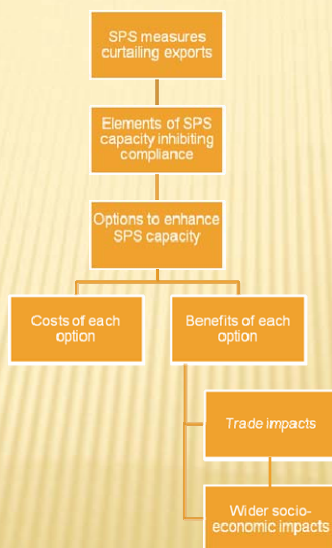 SPS measures
curtailing exports
Elements of SPS
capacity inhibiting
compliance
Options to enhance
SPS capacity
Costs of each
option
Benefits of each
option
Trade impacts
Wider socio-
economic impacts